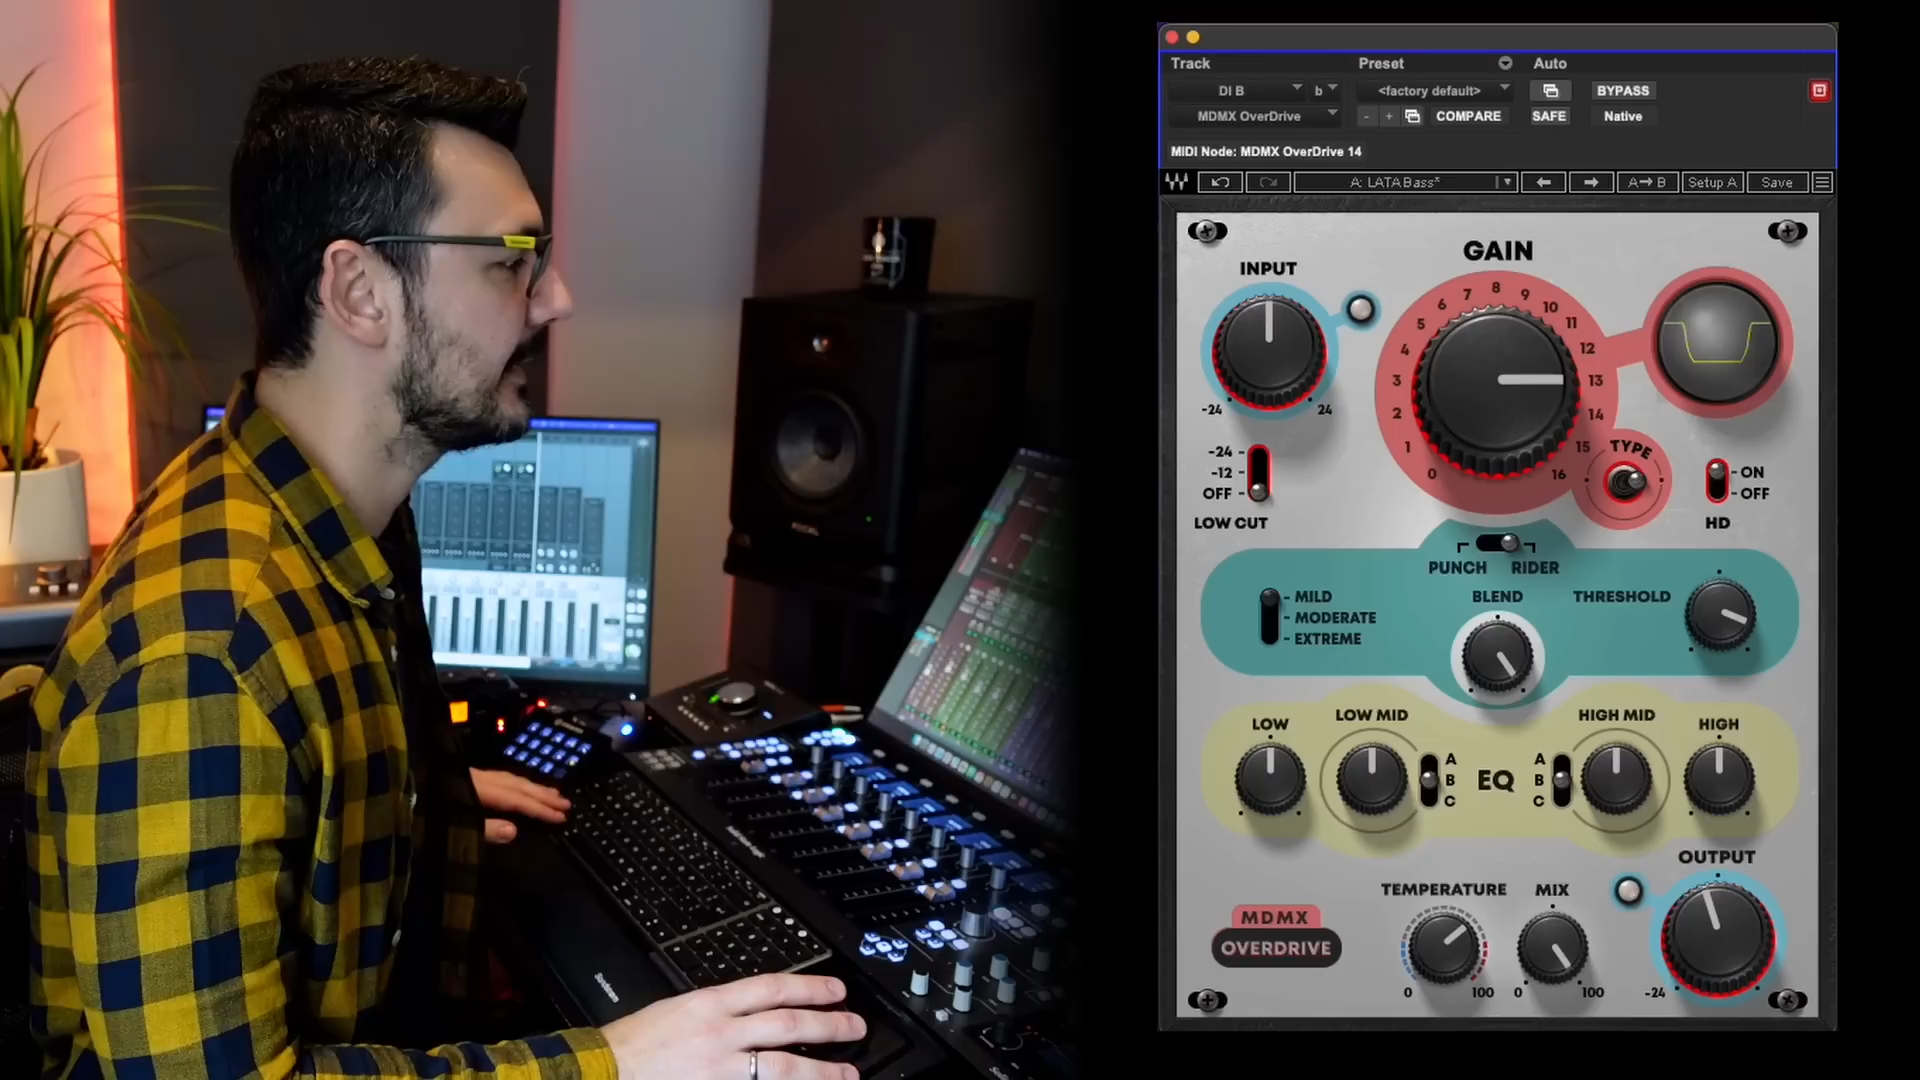 Track Preset Auto
DI B b <factory default> BYPASS
MDMX OverDrive - + COMPARE SAFE Native
MIDI Node: MDMX OverDrive 14
A: LATABass* A→B Setup A Save
GAIN
INPUT
-24 24
0 1 2 3 4 5 6 7 8 9 10 11 12 13 14 15 16
TYPE
-24
-12
OFF
LOW CUT
ON
OFF
HD
PUNCH RIDER
MILD
MODERATE
EXTREME
BLEND
THRESHOLD
LOW
LOW MID
A
B
C
EQ
A
B
C
HIGH MID
HIGH
MDMX
OVERDRIVE
TEMPERATURE
0 100
MIX
0 100
OUTPUT
-24
FOCAL